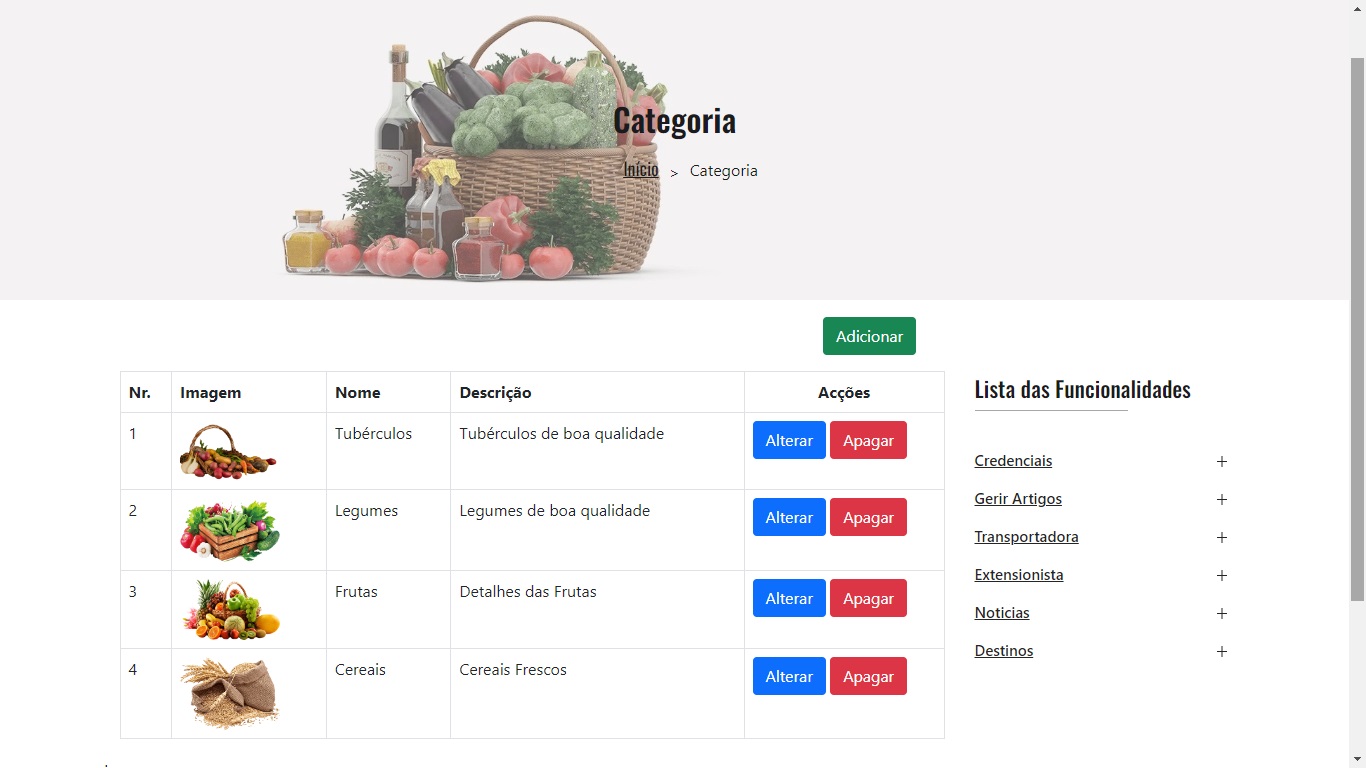 Categoria
Início > Categoria
Adicionar
Nr. Imagem Nome Descrição Acções
1 Tubérculos Tubérculos de boa qualidade Alterar Apagar
2 Legumes Legumes de boa qualidade Alterar Apagar
3 Frutas Detalhes das Frutas Alterar Apagar
4 Cereais Cereais Frescos Alterar Apagar
Lista das Funcionalidades
Credenciais +
Gerir Artigos +
Transportadora +
Extensionista +
Noticias +
Destinos +